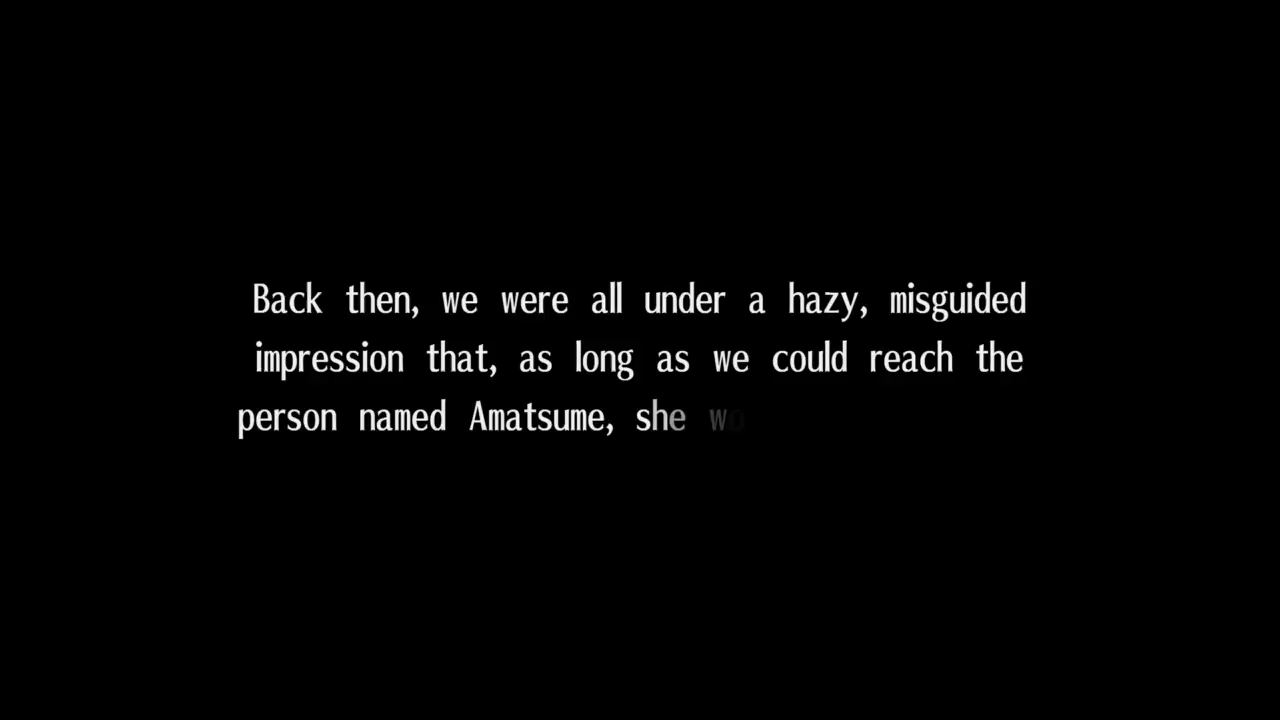 Back then, we were all under a hazy, misguided
impression that, as long as we could reach the
person named Amatsume, she